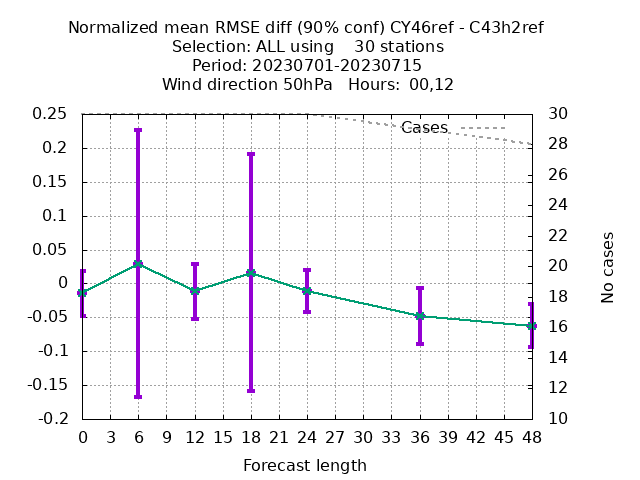 Normalized mean RMSE diff (90% conf) CY46ref - C43h2ref
Selection: ALL using    30 stations
Period: 20230701-20230715
Wind direction 50hPa   Hours:  00,12
Cases
0.25
0.2
0.15
0.1
0.05
0
-0.05
-0.1
-0.15
-0.2
30
28
26
24
22
20
18
16
14
12
10
No cases
0 3 6 9 12 15 18 21 24 27 30 33 36 39 42 45 48
Forecast length